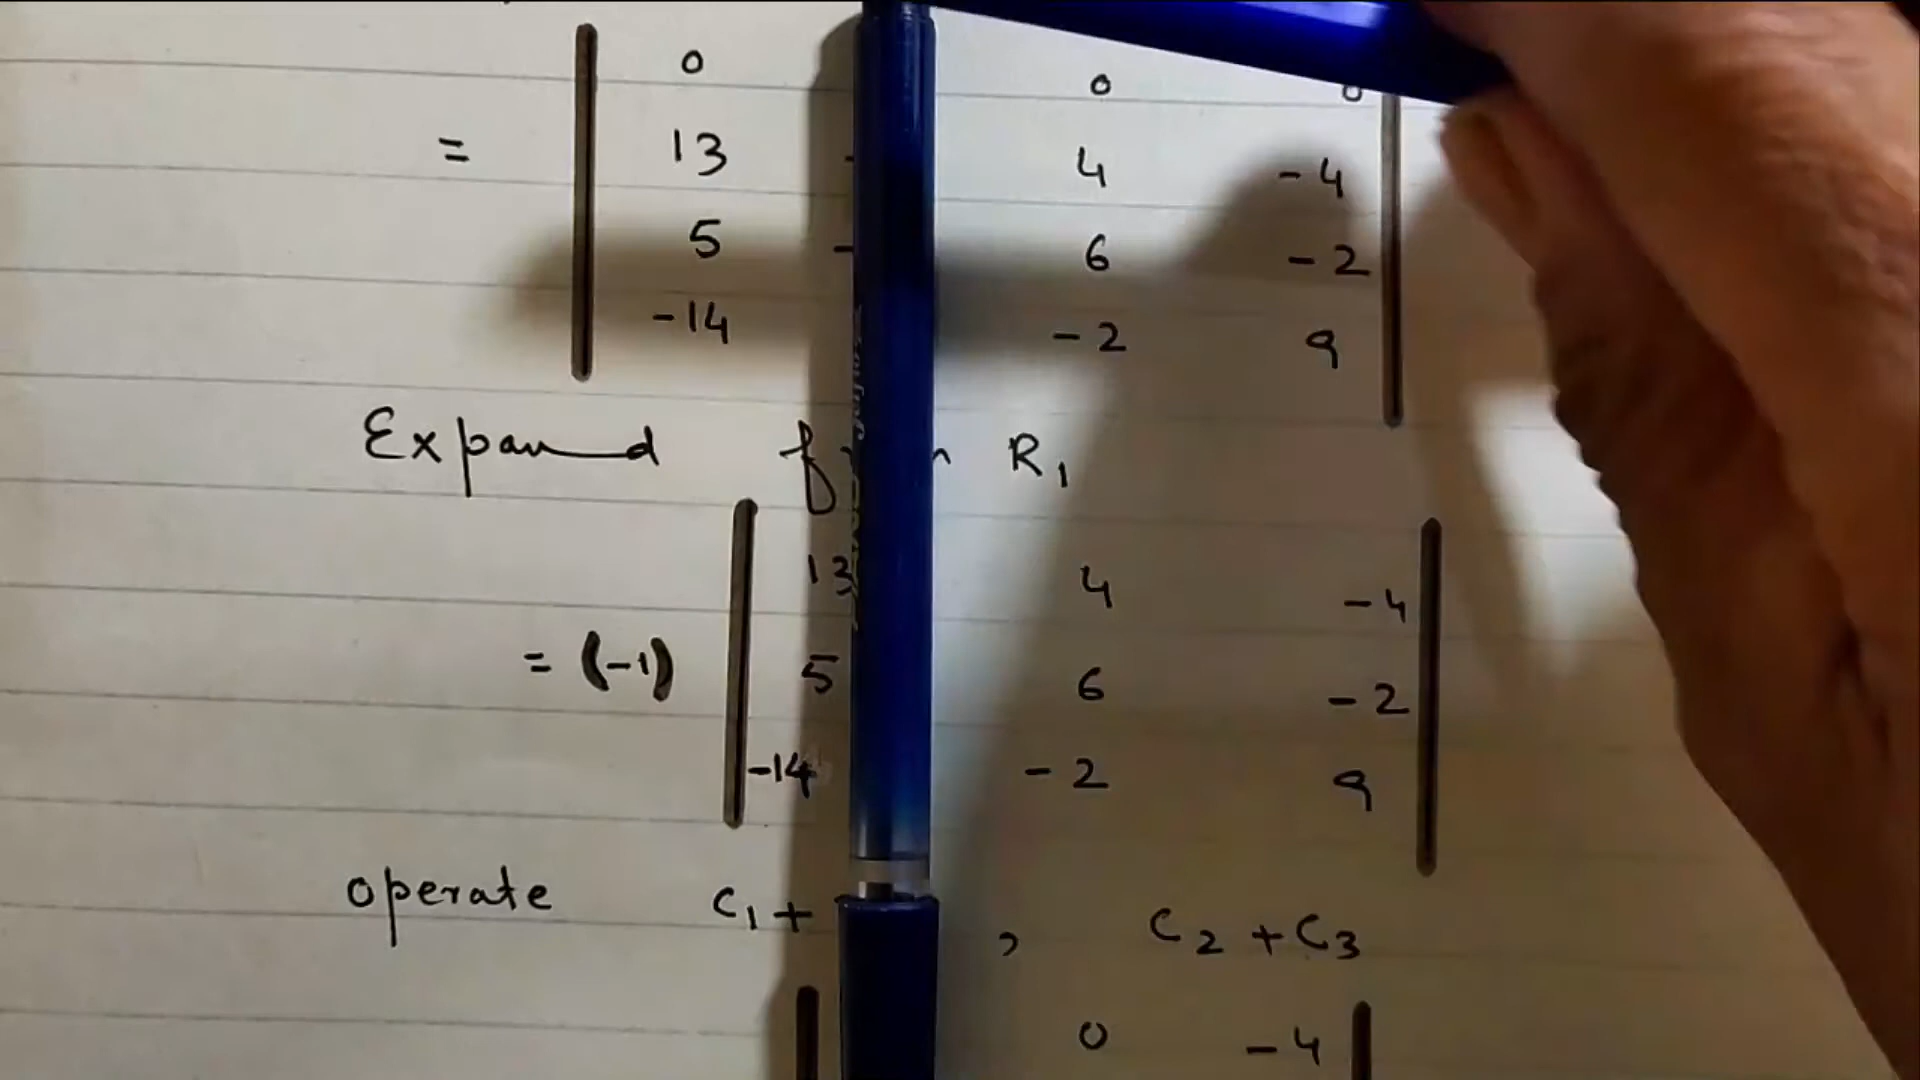 0 0 0
= 13 - 4 -4
5 - 6 -2
-14 -2 9
Expand R₁
13 4 -4
= (-1) 5 6 -2
-14 -2 9
operate C₁+ , C₂+C₃
0 -4